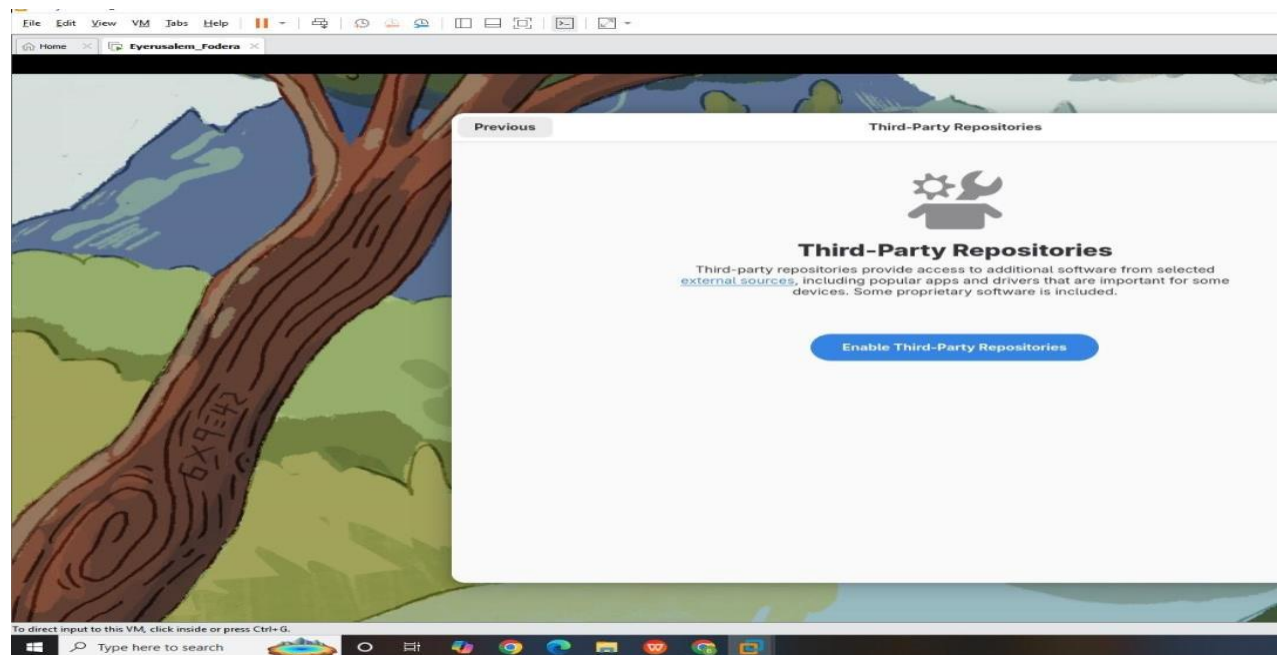 File Edit View VM Tabs Help
Home Eyerusalem_Fodera
Previous Third-Party Repositories
Third-Party Repositories
Third-party repositories provide access to additional software from selected
external sources, including popular apps and drivers that are important for some
devices. Some proprietary software is included.
Enable Third-Party Repositories
6x9=42
To direct input to this VM, click inside or press Ctrl+G.
Type here to search